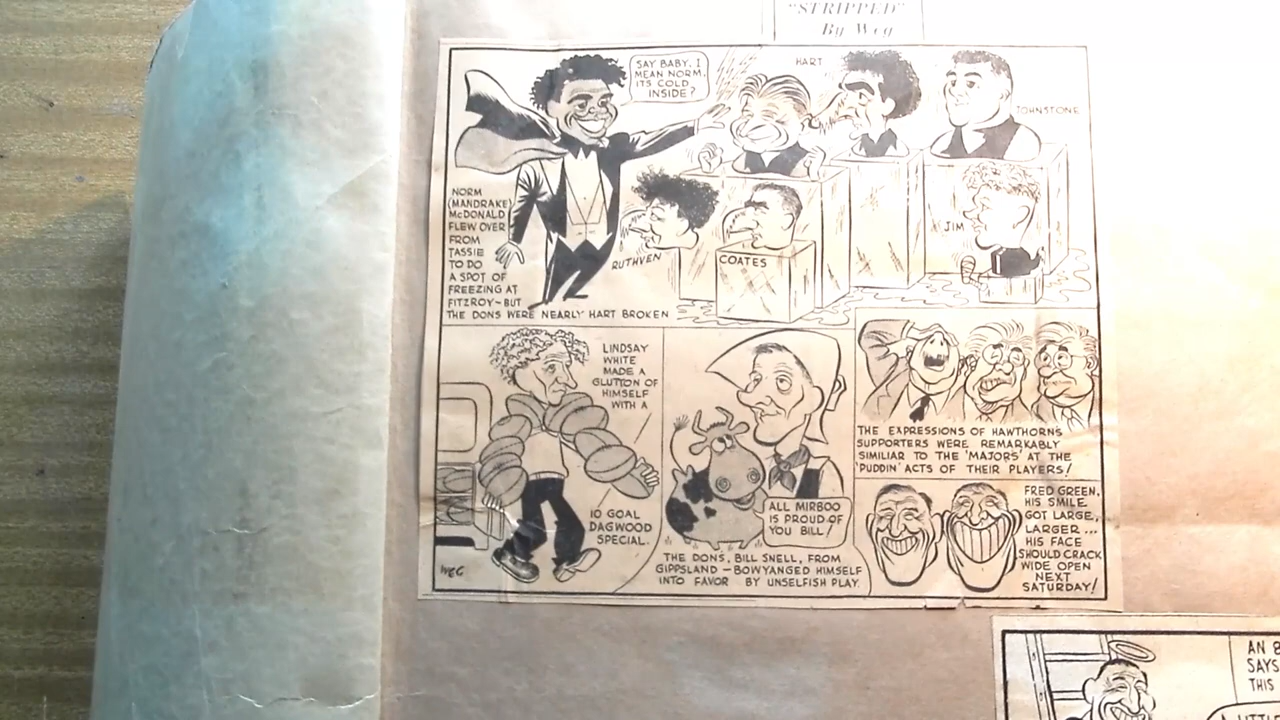 "STRIPPED"
By Weg
SAY BABY, I
MEAN NORM,
ITS COLD
INSIDE?
HART
JOHNSTONE
NORM
(MANDRAKE)
McDONALD
FLEW OVER
FROM
TASSIE
TO DO
A SPOT OF
FREEZING AT
FITZROY-BUT
THE DONS WERE NEARLY HART BROKEN
RUTHVEN
COATES
JIM
LINDSAY
WHITE
MADE A
GLUTTON OF
HIMSELF
WITH A
10 GOAL
DAGWOOD
SPECIAL.
WEG
ALL MIRBOO
IS PROUD OF
YOU BILL!
THE DONS, BILL SNELL, FROM
GIPPSLAND - BOWYANGED HIMSELF
INTO FAVOR BY UNSELFISH PLAY.
THE EXPRESSIONS OF HAWTHORNS
SUPPORTERS WERE REMARKABLY
SIMILIAR TO THE 'MAJORS' AT THE
'PUDDIN' ACTS OF THEIR PLAYERS!
FRED GREEN,
HIS SMILE
GOT LARGE,
LARGER...
HIS FACE
SHOULD CRACK
WIDE OPEN
NEXT
SATURDAY!
AN 8
SAYS
THIS